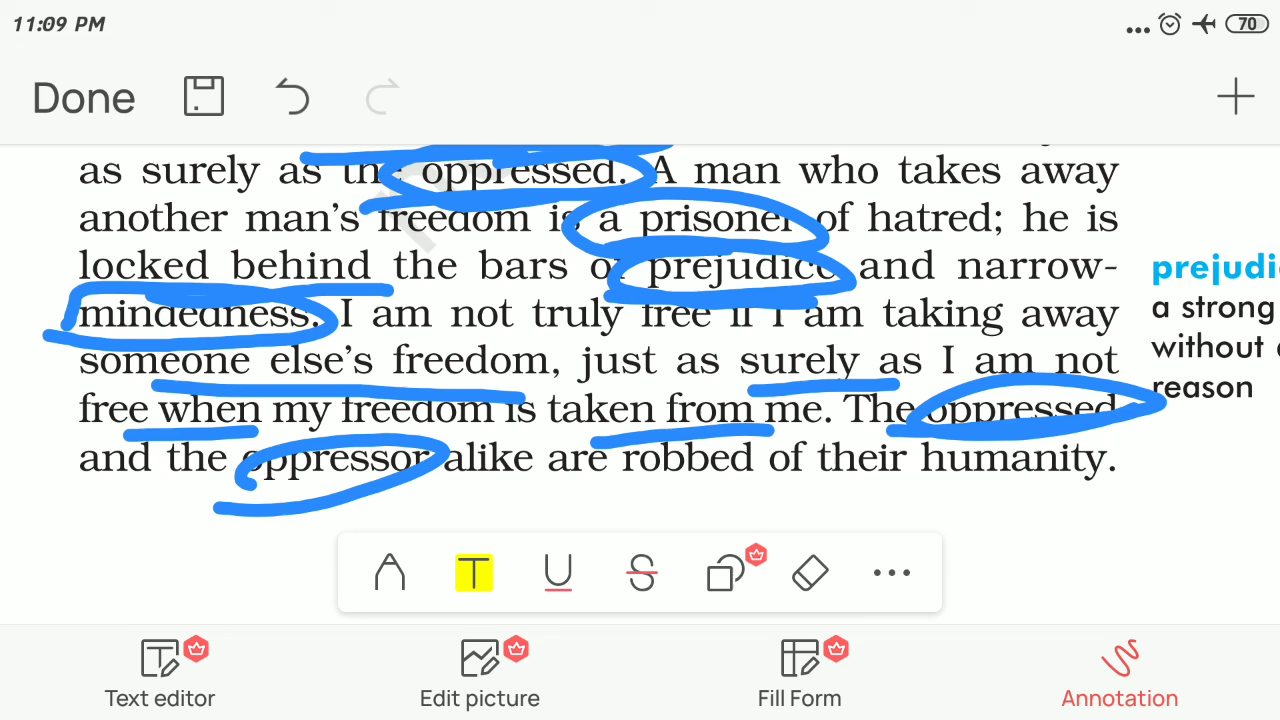 11:09 PM
70
Done
as surely as the oppressed. A man who takes away
another man's freedom is a prisoner of hatred; he is
locked behind the bars of prejudice and narrow-
mindedness. I am not truly free if I am taking away
someone else's freedom, just as surely as I am not
free when my freedom is taken from me. The oppressed
and the oppressor alike are robbed of their humanity.
prejudi
a strong
without
reason
Text editor
Edit picture
Fill Form
Annotation